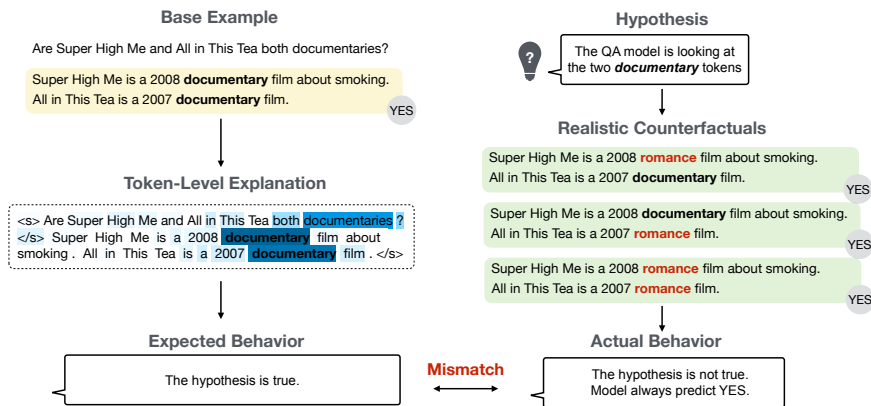 Base Example
Are Super High Me and All in This Tea both documentaries?
Super High Me is a 2008 documentary film about smoking.
All in This Tea is a 2007 documentary film.
YES
Token-Level Explanation
<s> Are Super High Me and All in This Tea both documentaries ?
</s> Super High Me is a 2008 documentary film about
smoking . All in This Tea is a 2007 documentary film . </s>
Expected Behavior
The hypothesis is true.
Mismatch
Hypothesis
?
The QA model is looking at
the two documentary tokens
Realistic Counterfactuals
Super High Me is a 2008 romance film about smoking.
All in This Tea is a 2007 documentary film.
YES
Super High Me is a 2008 documentary film about smoking.
All in This Tea is a 2007 romance film.
YES
Super High Me is a 2008 romance film about smoking.
All in This Tea is a 2007 romance film.
YES
Actual Behavior
The hypothesis is not true.
Model always predict YES.